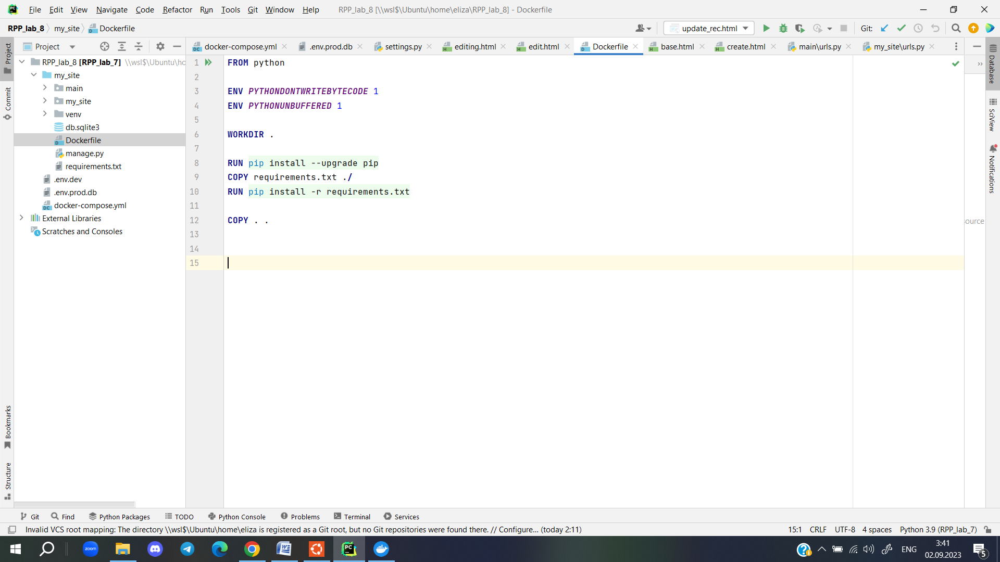 File Edit View Navigate Code Refactor Run Tools Git Window Help RPP_lab_8 [\\wsl$\Ubuntu\home\eliza\RPP_lab_8] - Dockerfile
RPP_lab_8 my_site Dockerfile update_rec.html Git:
Project docker-compose.yml .env.prod.db settings.py editing.html edit.html Dockerfile base.html create.html main\urls.py my_site\urls.py
RPP_lab_8 [RPP_lab_7] \\wsl$\Ubuntu\ho
my_site
main
my_site
venv
db.sqlite3
Dockerfile
manage.py
requirements.txt
.env.dev
.env.prod.db
docker-compose.yml
External Libraries
Scratches and Consoles
1 FROM python
2
3 ENV PYTHONDONTWRITEBYTECODE 1
4 ENV PYTHONUNBUFFERED 1
5
6 WORKDIR .
7
8 RUN pip install --upgrade pip
9 COPY requirements.txt ./
10 RUN pip install -r requirements.txt
11
12 COPY . .
13
14
15
ource
Project
Commit
Bookmarks
Structure
Database
SciView
Notifications
Git Find Python Packages TODO Python Console Problems Terminal Services
Invalid VCS root mapping: The directory \\wsl$\Ubuntu\home\eliza is registered as a Git root, but no Git repositories were found there. // Configure... (today 2:11) 15:1 CRLF UTF-8 4 spaces Python 3.9 (RPP_lab_7)
zoom ENG 3:41
02.09.2023 5